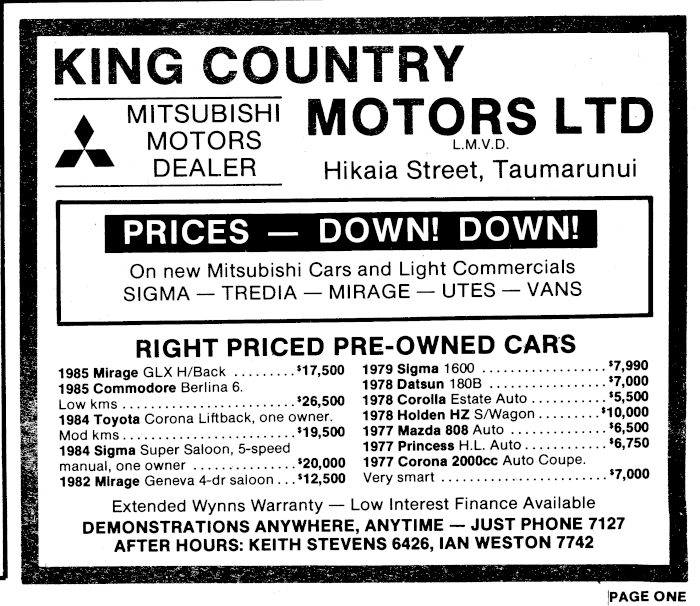 KING COUNTRY
MOTORS LTD
L.M.V.D.
Hikaia Street, Taumarunui
MITSUBISHI
MOTORS
DEALER
PRICES — DOWN! DOWN!
On new Mitsubishi Cars and Light Commercials
SIGMA — TREDIA — MIRAGE — UTES — VANS
RIGHT PRICED PRE-OWNED CARS
1985 Mirage GLX H/Back .........$17,500
1985 Commodore Berlina 6.
Low kms ........................$26,500
1984 Toyota Corona Liftback, one owner.
Mod kms ........................$19,500
1984 Sigma Super Saloon, 5-speed
manual, one owner ..............$20,000
1982 Mirage Geneva 4-dr saloon ...$12,500
1979 Sigma 1600 .................$7,990
1978 Datsun 180B ................$7,000
1978 Corolla Estate Auto .........$5,500
1978 Holden HZ S/Wagon .........$10,000
1977 Mazda 808 Auto .............$6,500
1977 Princess H.L. Auto ..........$6,750
1977 Corona 2000cc Auto Coupe.
Very smart ......................$7,000
Extended Wynns Warranty — Low Interest Finance Available
DEMONSTRATIONS ANYWHERE, ANYTIME — JUST PHONE 7127
AFTER HOURS: KEITH STEVENS 6426, IAN WESTON 7742
PAGE ONE